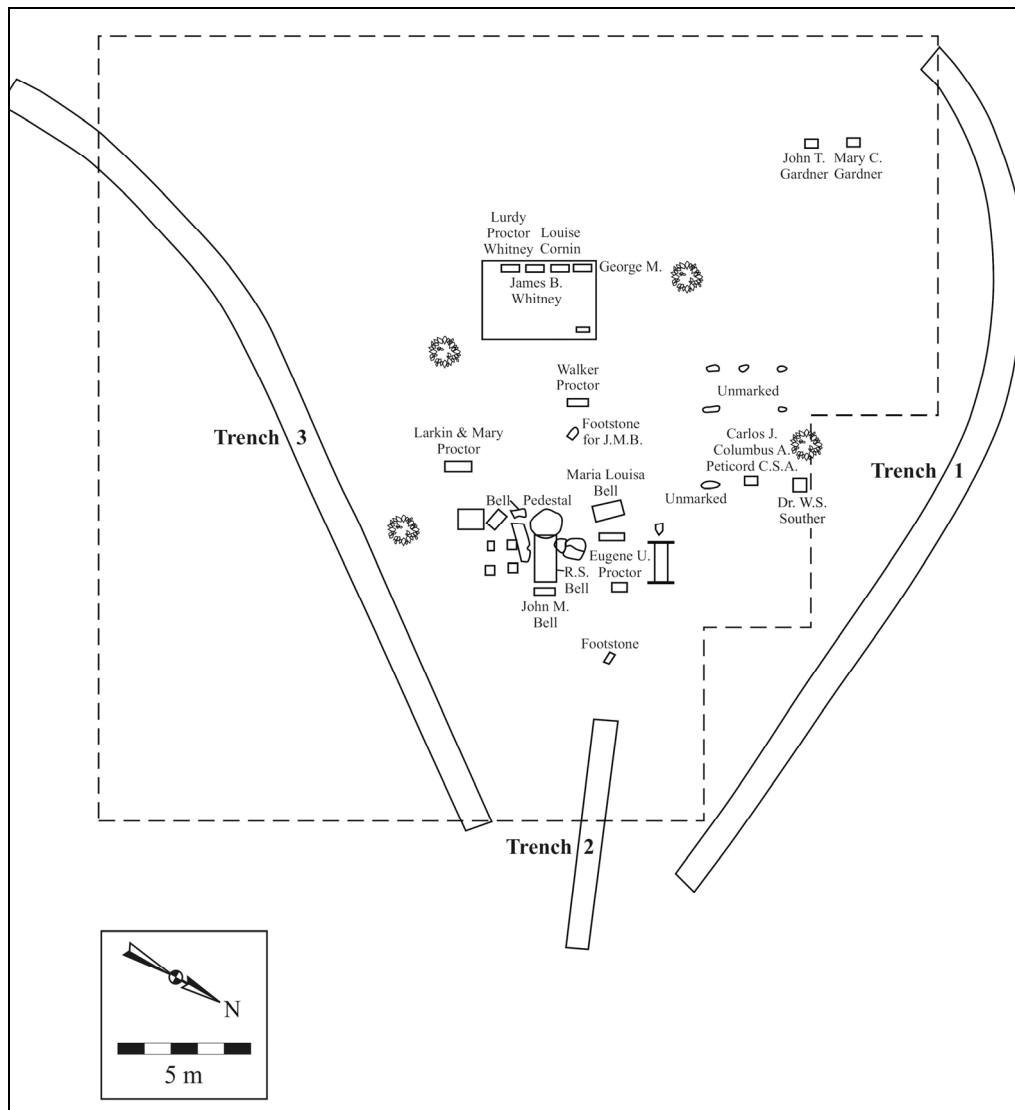 John T.
Gardner
Mary C.
Gardner
Lurdy
Proctor
Whitney
Louise
Cornin
George M.
James B.
Whitney
Walker
Proctor
Unmarked
Trench 3
Footstone
for J.M.B.
Larkin & Mary
Proctor
Carlos J.
Columbus A.
Peticord C.S.A.
Trench 1
Maria Louisa
Bell
Bell
Pedestal
Unmarked
Dr. W.S.
Souther
Eugene U.
Proctor
R.S.
Bell
John M.
Bell
Footstone
Trench 2
N
5 m